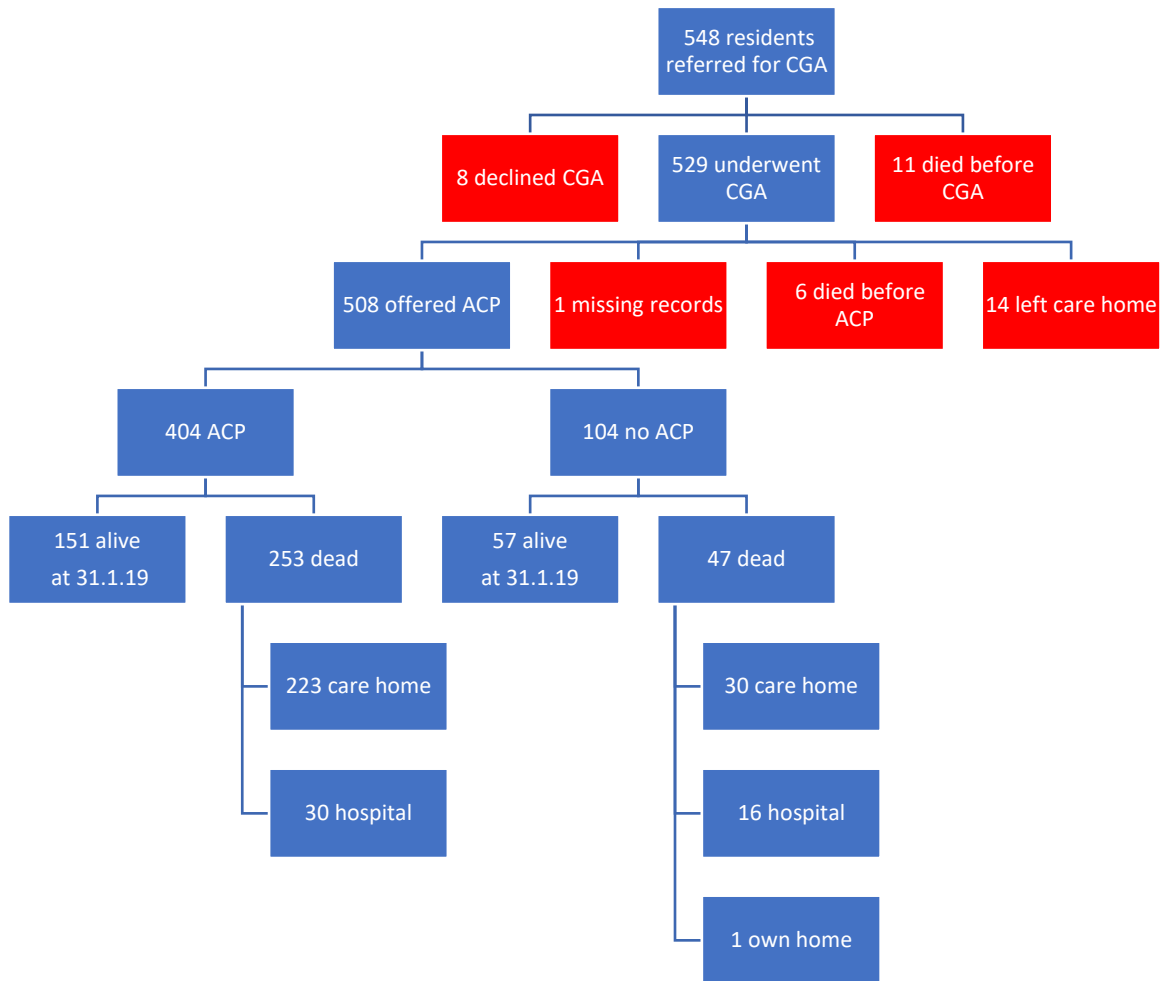 548 residents
referred for CGA
8 declined CGA
529 underwent
CGA
11 died before
CGA
508 offered ACP
1 missing records
6 died before
ACP
14 left care home
404 ACP
104 no ACP
151 alive
at 31.1.19
253 dead
57 alive
at 31.1.19
47 dead
223 care home
30 care home
30 hospital
16 hospital
1 own home